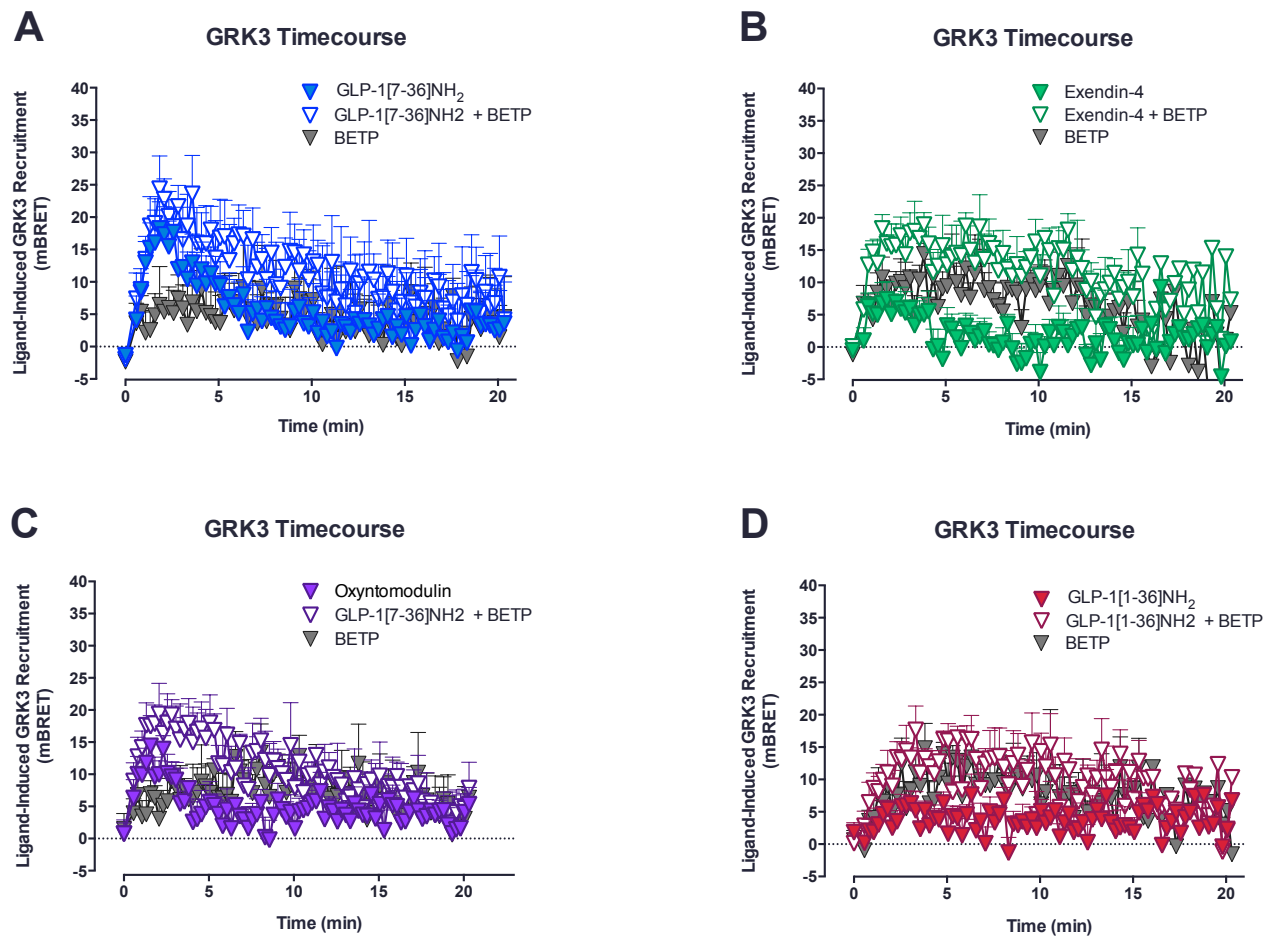 A
GRK3 Timecourse
GLP-1[7-36]NH2
GLP-1[7-36]NH2 + BETP
BETP
Ligand-Induced GRK3 Recruitment
(mBRET)
40
35
30
25
20
15
10
5
0
-5
0 5 10 15 20
Time (min)
B
GRK3 Timecourse
Exendin-4
Exendin-4 + BETP
BETP
Ligand-Induced GRK3 Recruitment
(mBRET)
40
35
30
25
20
15
10
5
0
-5
0 5 10 15 20
Time (min)
C
GRK3 Timecourse
Oxyntomodulin
GLP-1[7-36]NH2 + BETP
BETP
Ligand-Induced GRK3 Recruitment
(mBRET)
40
35
30
25
20
15
10
5
0
-5
0 5 10 15 20
Time (min)
D
GRK3 Timecourse
GLP-1[1-36]NH2
GLP-1[1-36]NH2 + BETP
BETP
Ligand-Induced GRK3 Recruitment
(mBRET)
40
35
30
25
20
15
10
5
0
-5
0 5 10 15 20
Time (min)